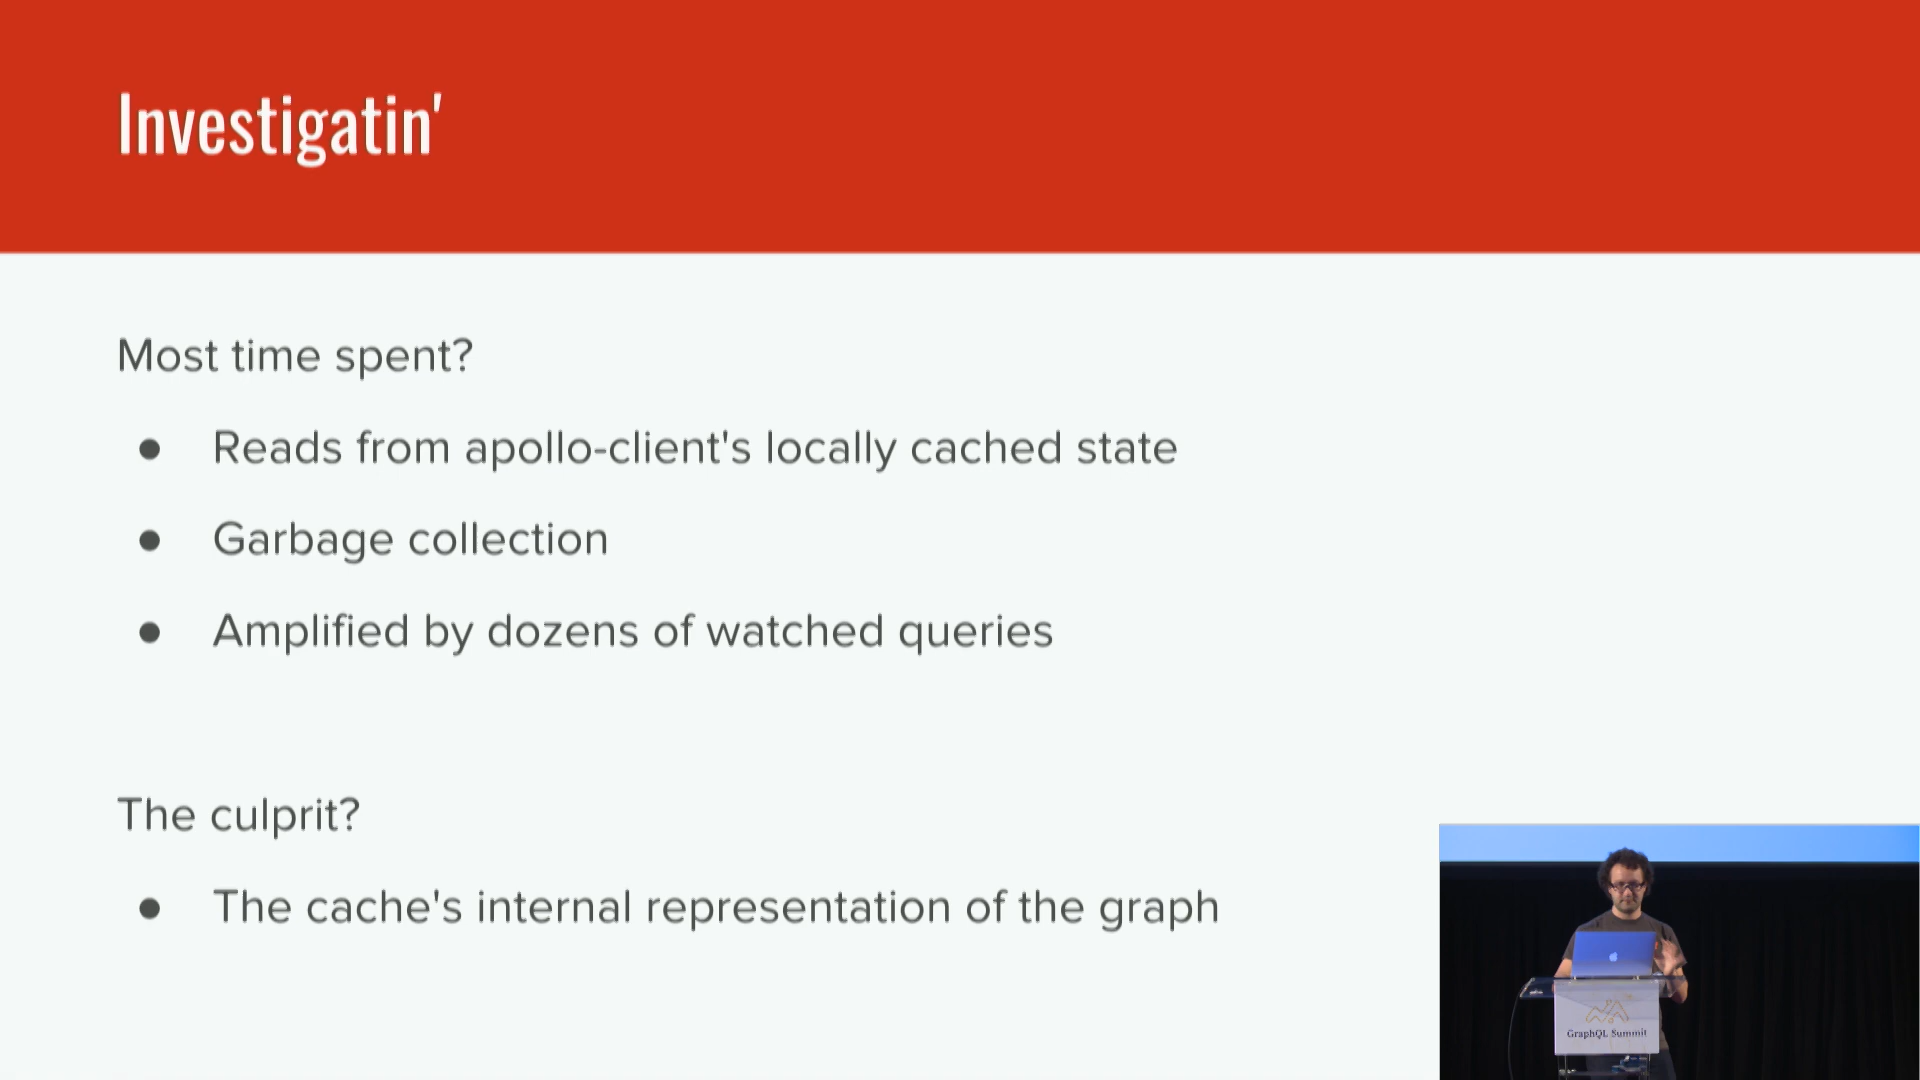 Investigatin'
Most time spent?
● Reads from apollo-client's locally cached state
● Garbage collection
● Amplified by dozens of watched queries
The culprit?
● The cache's internal representation of the graph
GraphQL Summit